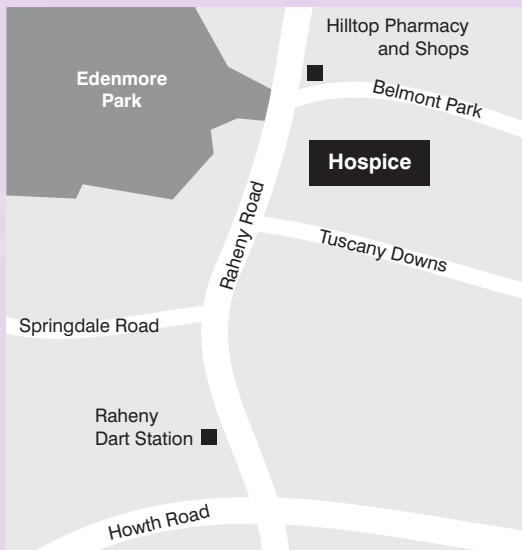 Hilltop Pharmacy
and Shops
Edenmore
Park
Belmont Park
Hospice
Raheny Road
Tuscany Downs
Springdale Road
Raheny
Dart Station
Howth Road